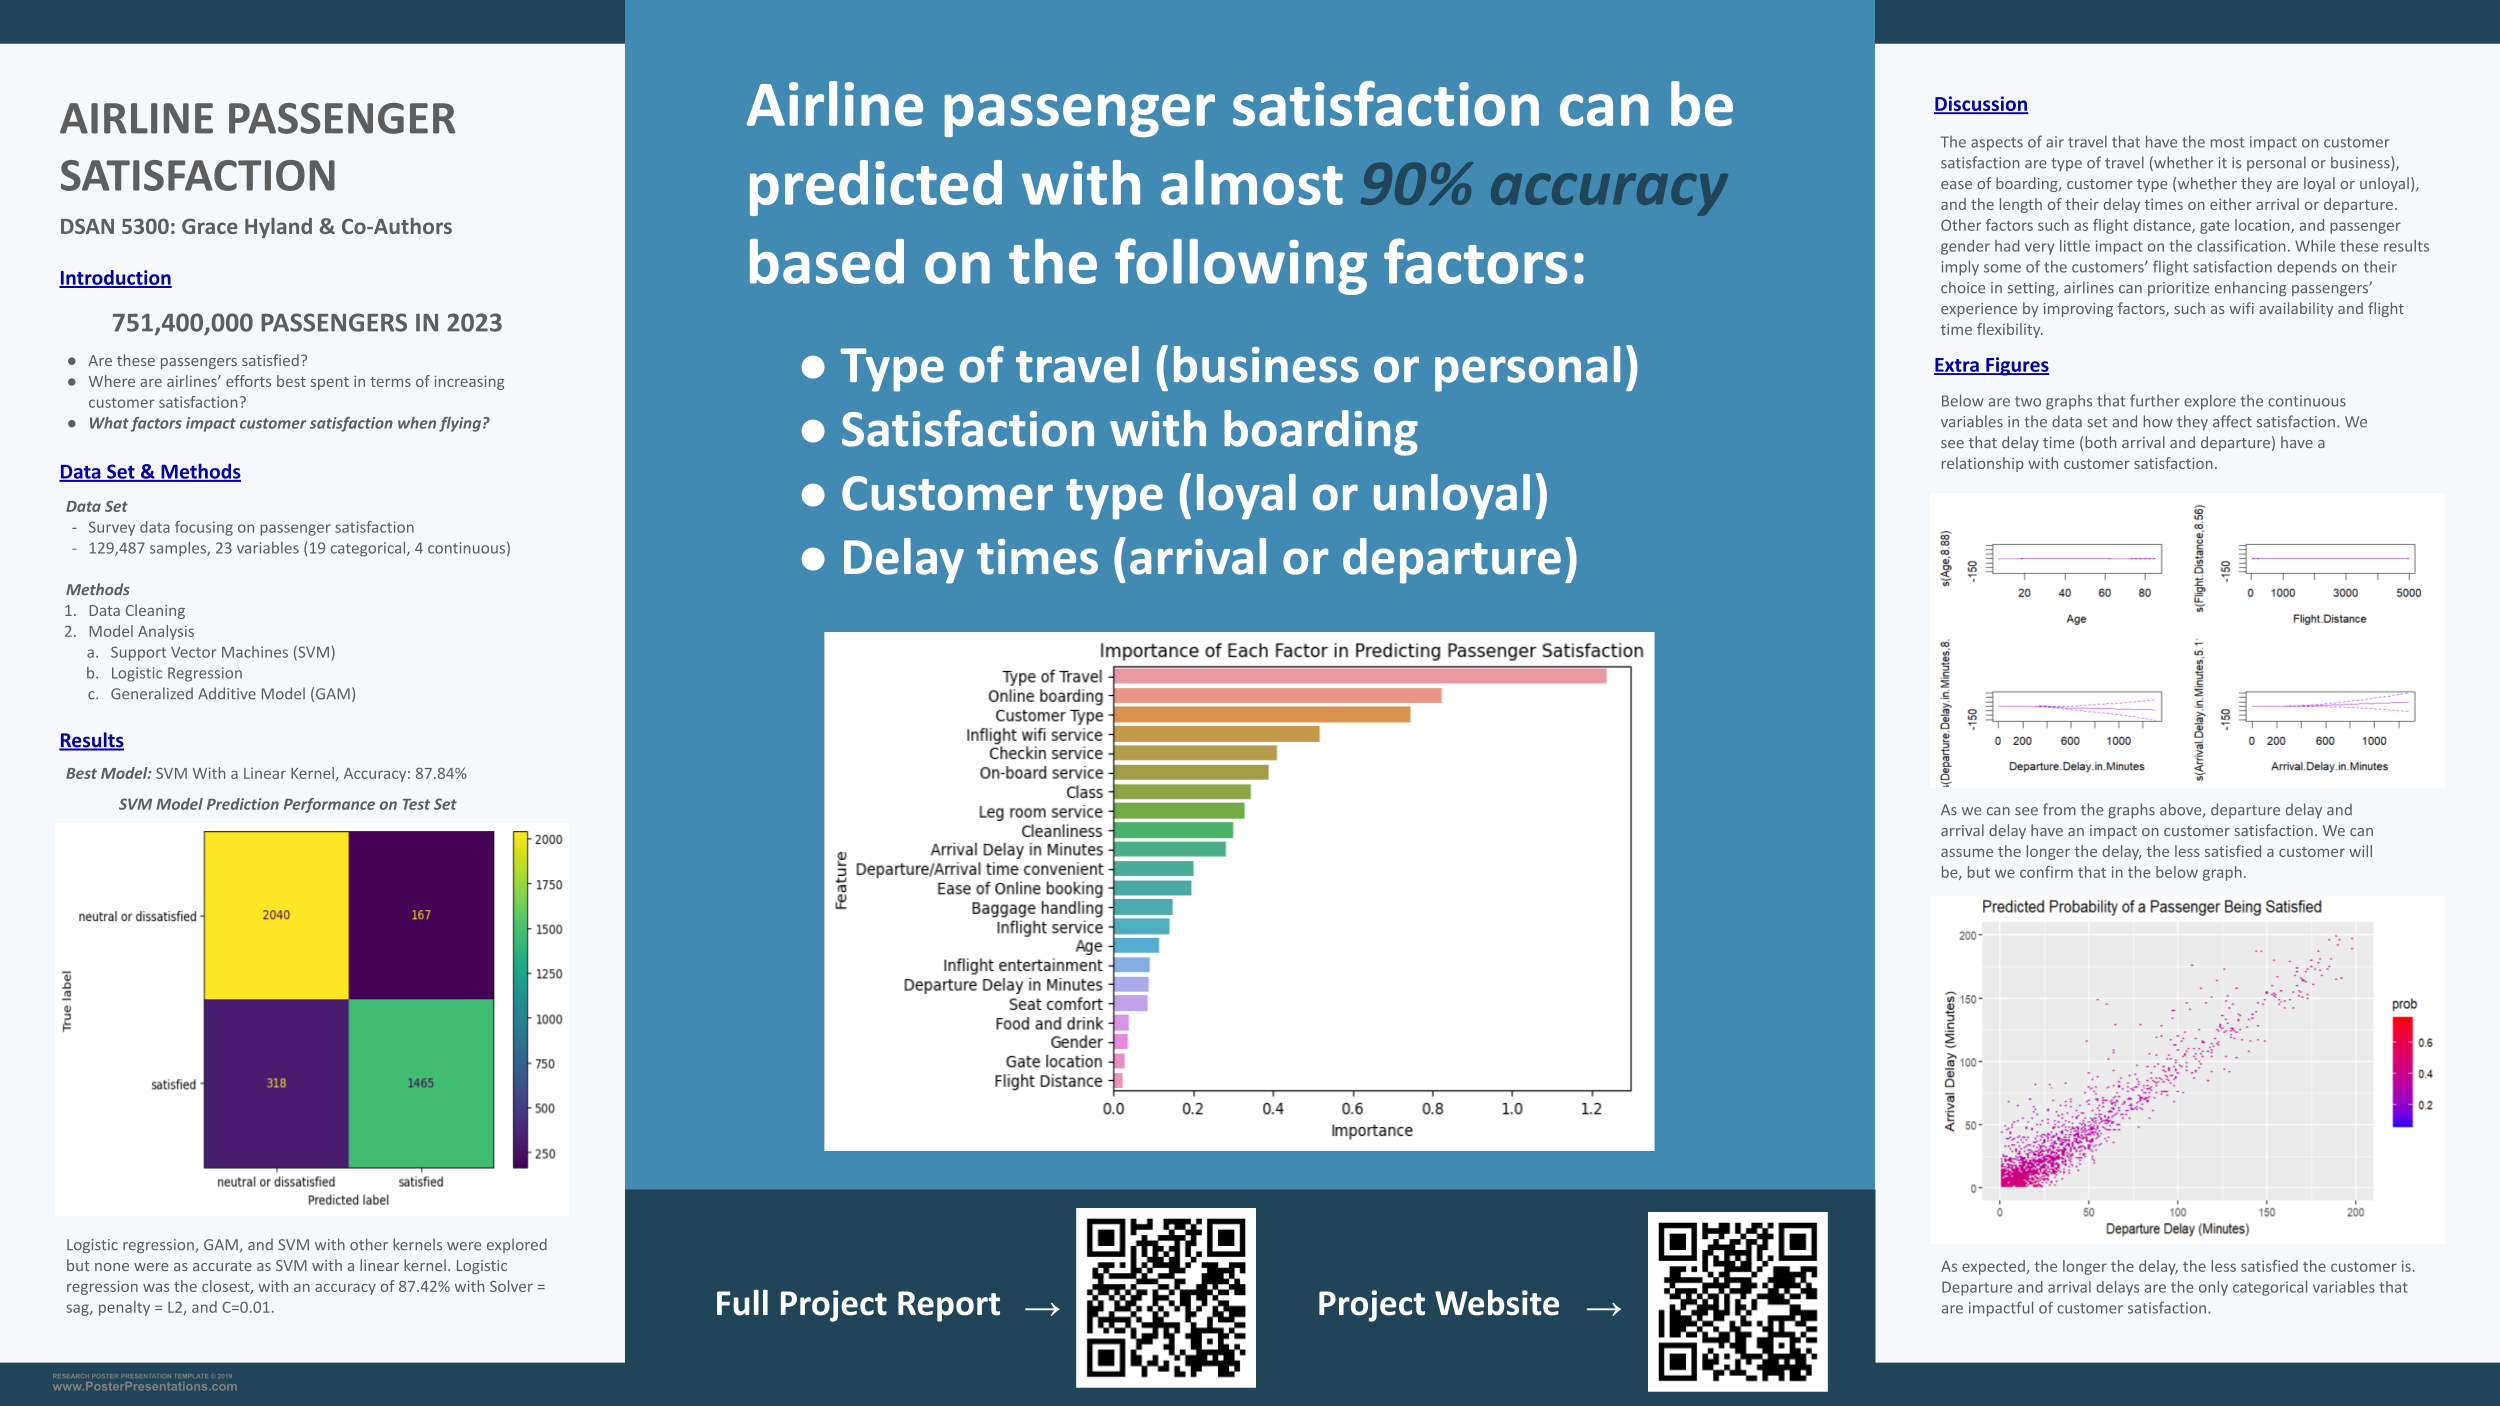 AIRLINE PASSENGER
SATISFACTION
DSAN 5300: Grace Hyland & Co-Authors
Introduction
751,400,000 PASSENGERS IN 2023
● Are these passengers satisfied?
● Where are airlines’ efforts best spent in terms of increasing
customer satisfaction?
● What factors impact customer satisfaction when flying?
Data Set & Methods
Data Set
- Survey data focusing on passenger satisfaction
- 129,487 samples, 23 variables (19 categorical, 4 continuous)
Methods
1. Data Cleaning
2. Model Analysis
a. Support Vector Machines (SVM)
b. Logistic Regression
c. Generalized Additive Model (GAM)
Results
Best Model: SVM With a Linear Kernel, Accuracy: 87.84%
SVM Model Prediction Performance on Test Set
True label
neutral or dissatisfied
satisfied
2040
167
318
1465
neutral or dissatisfied
satisfied
Predicted label
2000
1750
1500
1250
1000
750
500
250
Logistic regression, GAM, and SVM with other kernels were explored
but none were as accurate as SVM with a linear kernel. Logistic
regression was the closest, with an accuracy of 87.42% with Solver =
sag, penalty = L2, and C=0.01.
RESEARCH POSTER PRESENTATION TEMPLATE © 2019
www.PosterPresentations.com
Airline passenger satisfaction can be
predicted with almost 90% accuracy
based on the following factors:
● Type of travel (business or personal)
● Satisfaction with boarding
● Customer type (loyal or unloyal)
● Delay times (arrival or departure)
Importance of Each Factor in Predicting Passenger Satisfaction
Feature
Type of Travel
Online boarding
Customer Type
Inflight wifi service
Checkin service
On-board service
Class
Leg room service
Cleanliness
Arrival Delay in Minutes
Departure/Arrival time convenient
Ease of Online booking
Baggage handling
Inflight service
Age
Inflight entertainment
Departure Delay in Minutes
Seat comfort
Food and drink
Gender
Gate location
Flight Distance
0.0 0.2 0.4 0.6 0.8 1.0 1.2
Importance
Full Project Report →
Project Website →
Discussion
The aspects of air travel that have the most impact on customer
satisfaction are type of travel (whether it is personal or business),
ease of boarding, customer type (whether they are loyal or unloyal),
and the length of their delay times on either arrival or departure.
Other factors such as flight distance, gate location, and passenger
gender had very little impact on the classification. While these results
imply some of the customers’ flight satisfaction depends on their
choice in setting, airlines can prioritize enhancing passengers’
experience by improving factors, such as wifi availability and flight
time flexibility.
Extra Figures
Below are two graphs that further explore the continuous
variables in the data set and how they affect satisfaction. We
see that delay time (both arrival and departure) have a
relationship with customer satisfaction.
s(Age,8.88)
-150
20 40 60 80
Age
s(Flight.Distance,8.56)
-150
0 1000 3000 5000
Flight.Distance
s(Departure.Delay.in.Minutes,8.
-150
0 200 600 1000
Departure.Delay.in.Minutes
s(Arrival.Delay.in.Minutes,5.1
-150
0 200 600 1000
Arrival.Delay.in.Minutes
As we can see from the graphs above, departure delay and
arrival delay have an impact on customer satisfaction. We can
assume the longer the delay, the less satisfied a customer will
be, but we confirm that in the below graph.
Predicted Probability of a Passenger Being Satisfied
Arrival Delay (Minutes)
200
150
100
50
0
0 50 100 150 200
Departure Delay (Minutes)
prob
0.6
0.4
0.2
As expected, the longer the delay, the less satisfied the customer is.
Departure and arrival delays are the only categorical variables that
are impactful of customer satisfaction.